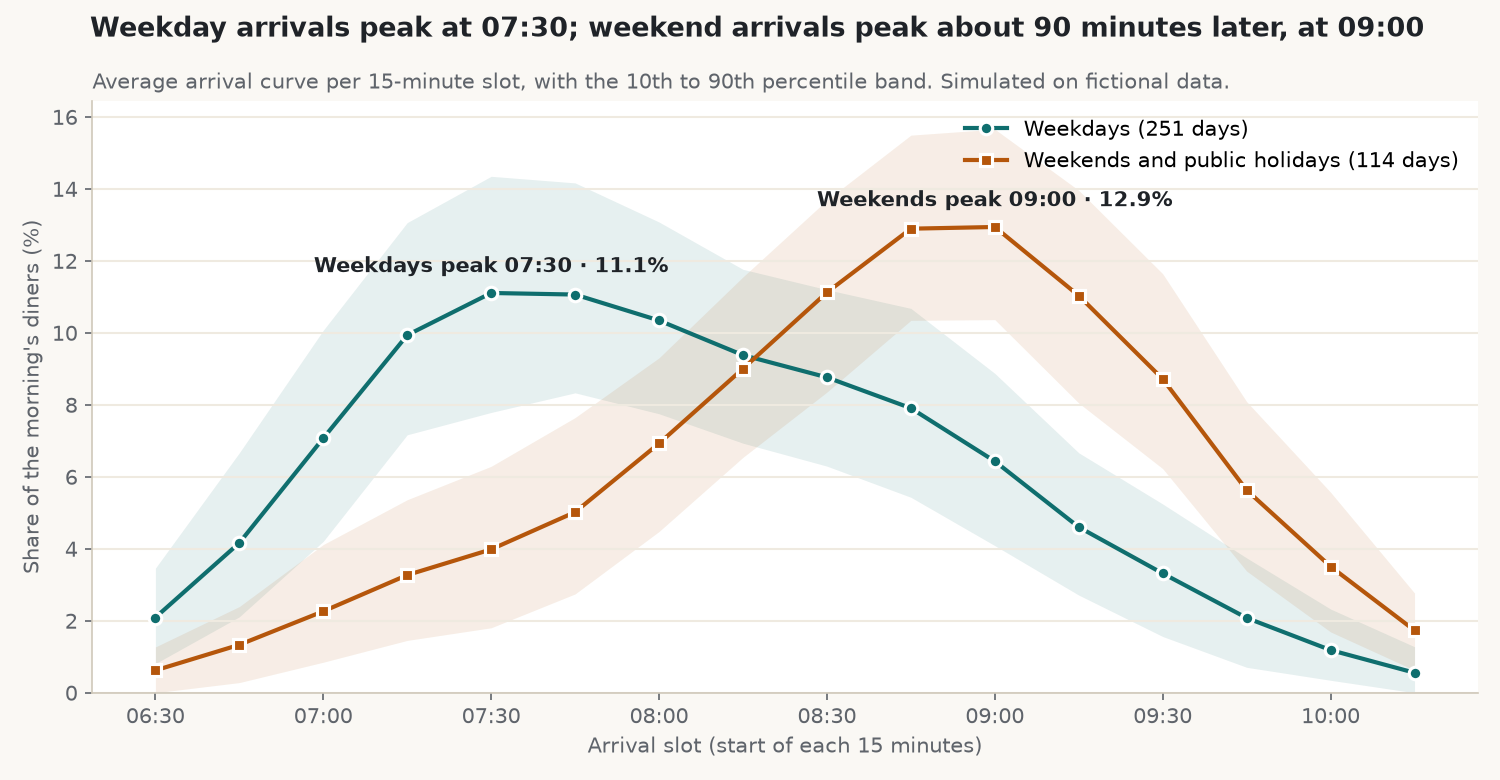 Weekday arrivals peak at 07:30; weekend arrivals peak about 90 minutes later, at 09:00
Average arrival curve per 15-minute slot, with the 10th to 90th percentile band. Simulated on fictional data.
Share of the morning's diners (%)
16
14
12
10
8
6
4
2
0
Weekdays (251 days)
Weekends and public holidays (114 days)
Weekends peak 09:00 · 12.9%
Weekdays peak 07:30 · 11.1%
06:30
07:00
07:30
08:00
08:30
09:00
09:30
10:00
Arrival slot (start of each 15 minutes)